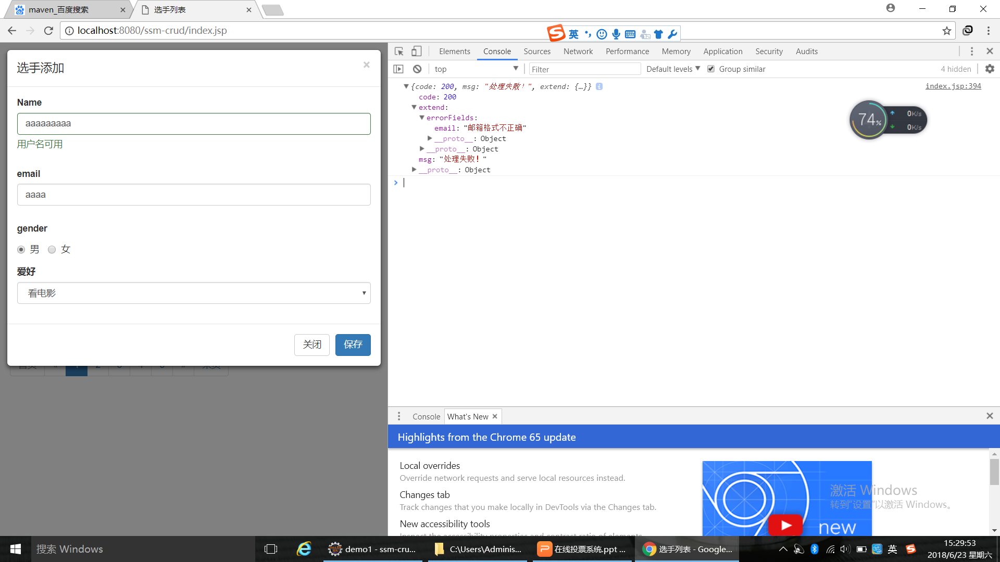 maven_百度搜索
选手列表
localhost:8080/ssm-crud/index.jsp
英
选手添加
×
Name
aaaaaaaaa
用户名可用
email
aaaa
gender
男 女
爱好
看电影
关闭 保存
Elements Console Sources Network Performance Memory Application Security Audits
top Filter Default levels Group similar 4 hidden
{code: 200, msg: "处理失败!", extend: {…}} index.jsp:394
code: 200
extend:
errorFields:
email: "邮箱格式不正确"
__proto__: Object
__proto__: Object
msg: "处理失败!"
__proto__: Object
74%
0K/s
0K/s
Console What's New
Highlights from the Chrome 65 update
Local overrides
Override network requests and serve local resources instead.
Changes tab
Track changes that you make locally in DevTools via the Changes tab.
New accessibility tools
Inspect the accessibility properties and contrast ratio of elements.
new
激活 Windows
转到"设置"以激活 Windows。
搜索 Windows
demo1 - ssm-cru...
C:\Users\Adminis...
在线投票系统.ppt ...
选手列表 - Google...
英
15:29:53
2018/6/23 星期六